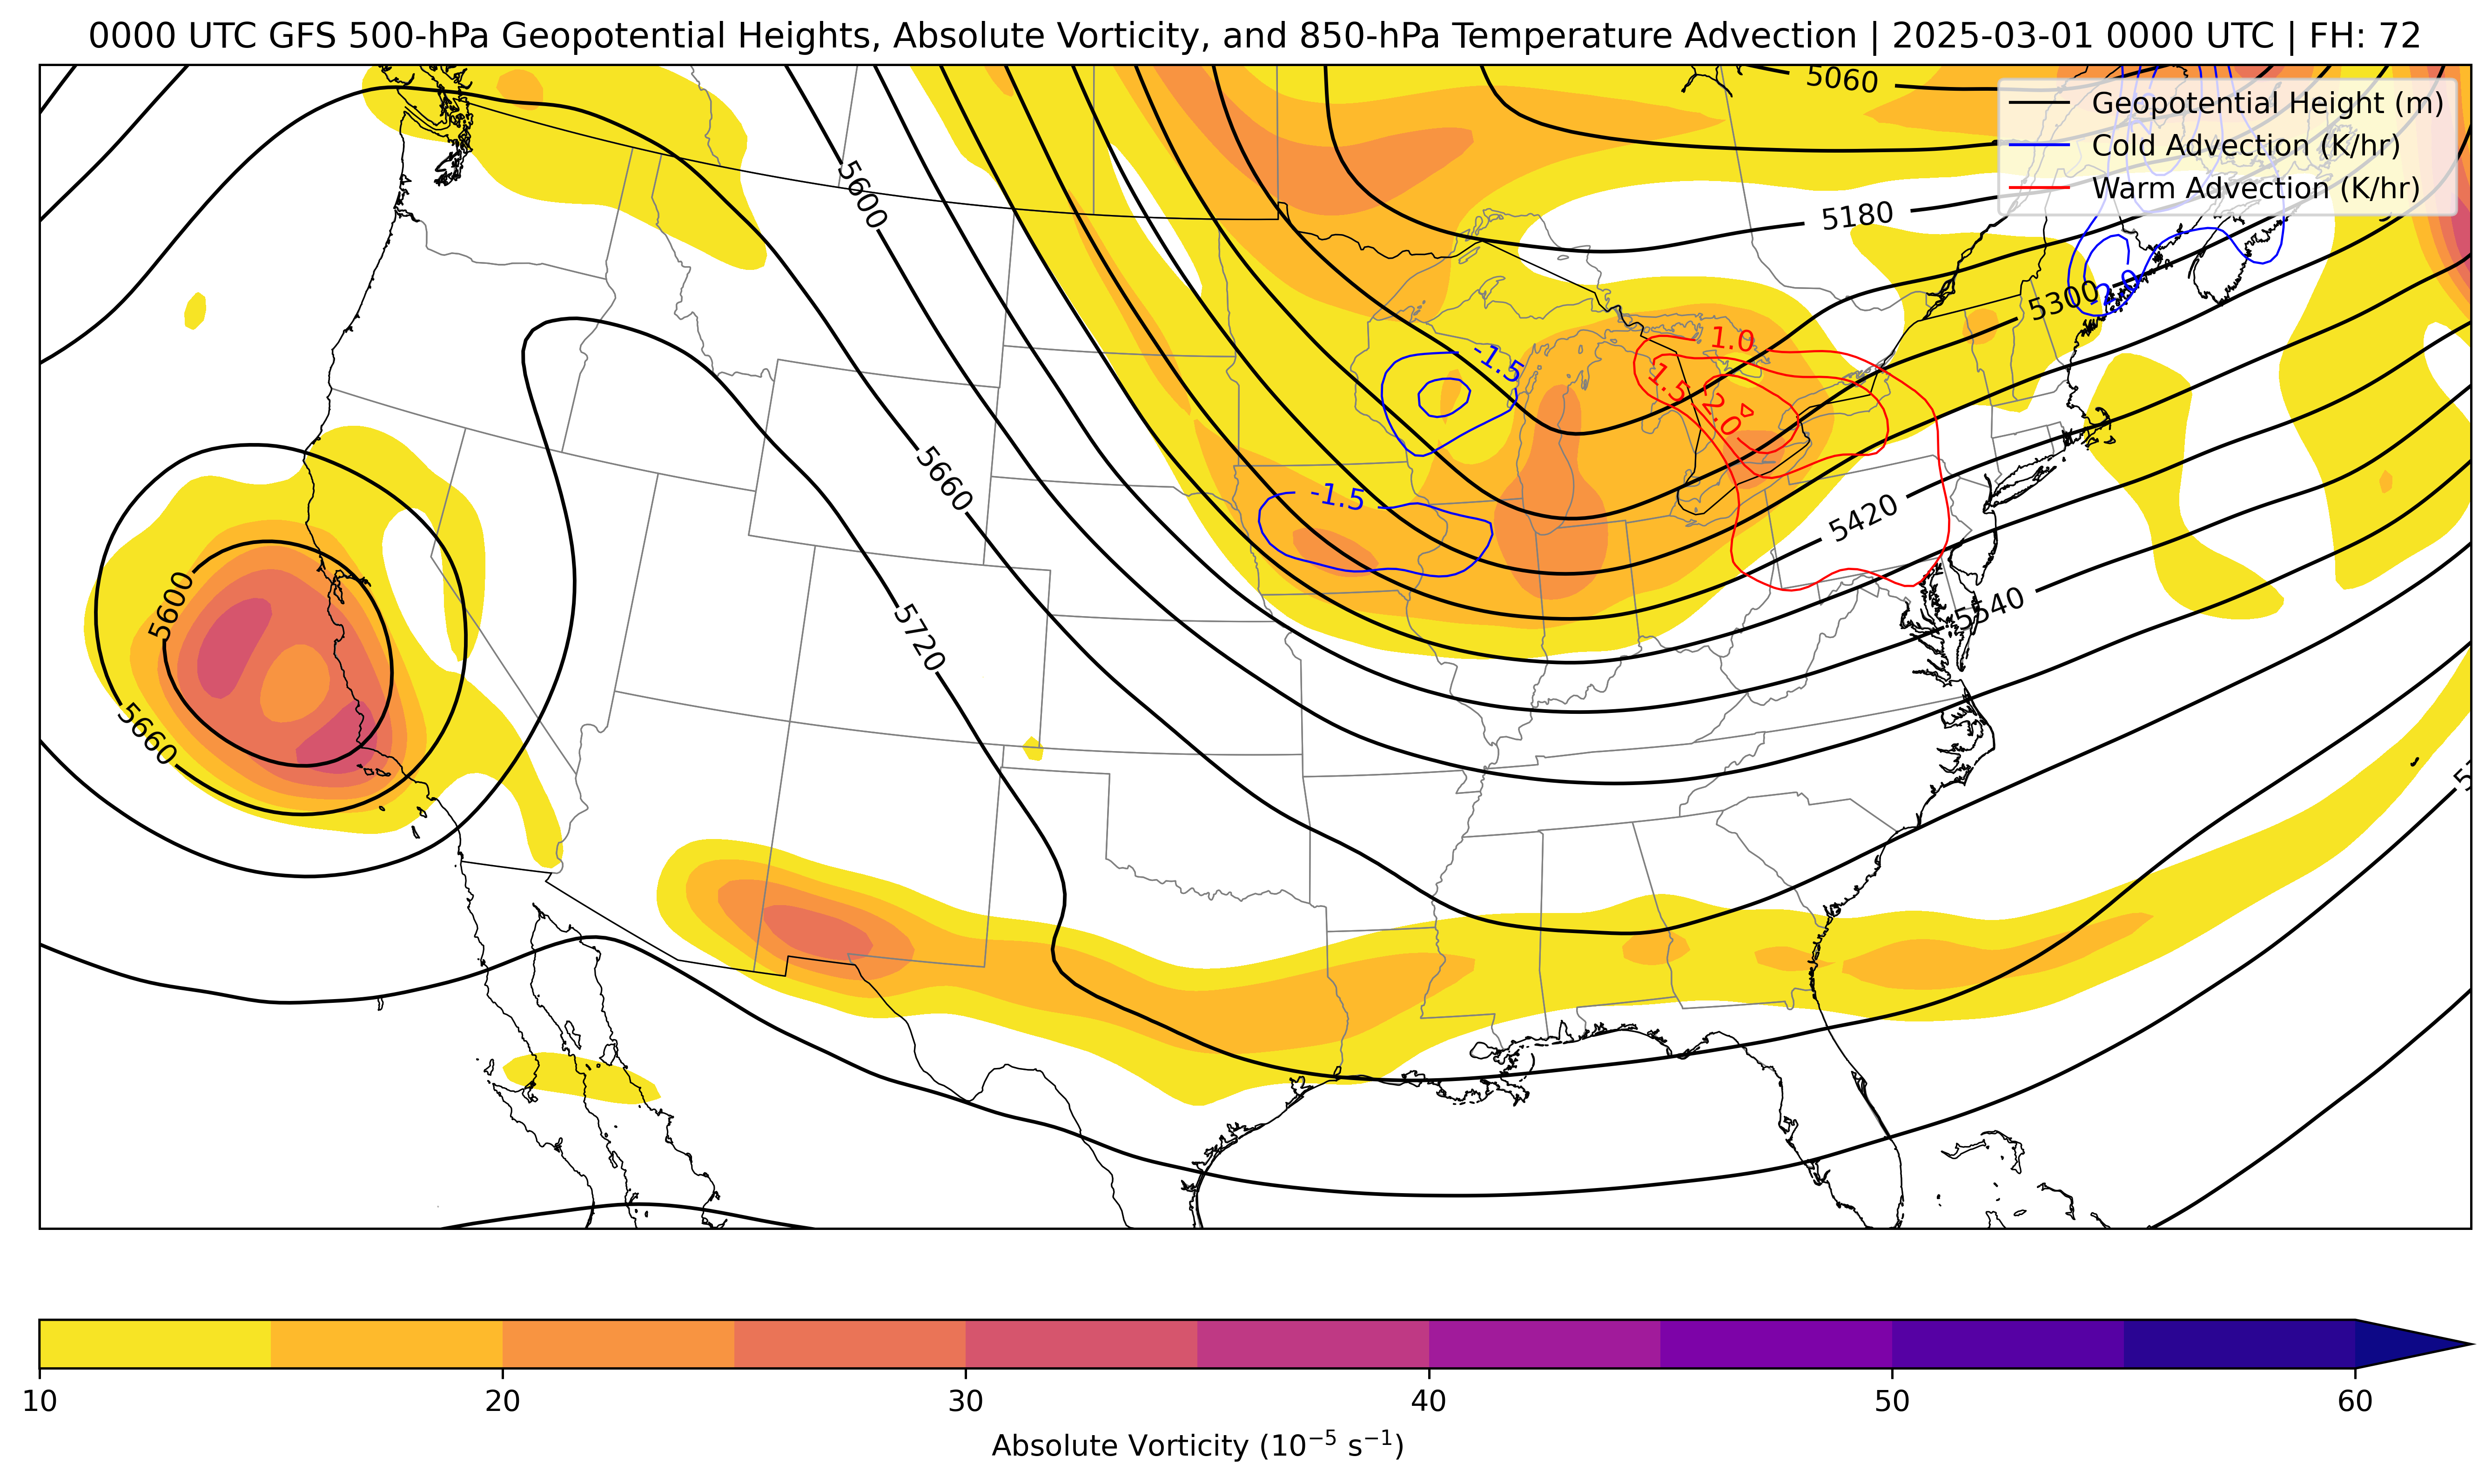 0000 UTC GFS 500-hPa Geopotential Heights, Absolute Vorticity, and 850-hPa Temperature Advection | 2025-03-01 0000 UTC | FH: 72
5060
Geopotential Height (m)
Cold Advection (K/hr)
Warm Advection (K/hr)
5600
5180
5300
-2.0
1.0
-1.5
1.5
2.0
5660
-1.5
5420
5600
5720
5540
5660
10 20 30 40 50 60
Absolute Vorticity (10⁻⁵ s⁻¹)